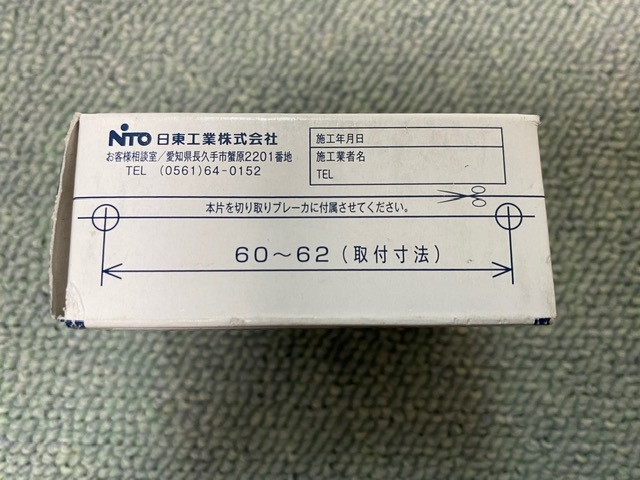 NITO 日東工業株式会社
お客様相談室/愛知県長久手市蟹原2201番地
TEL (0561)64-0152
施工年月日
施工業者名
TEL
本片を切り取りブレーカに付属させてください。
60～62(取付寸法)